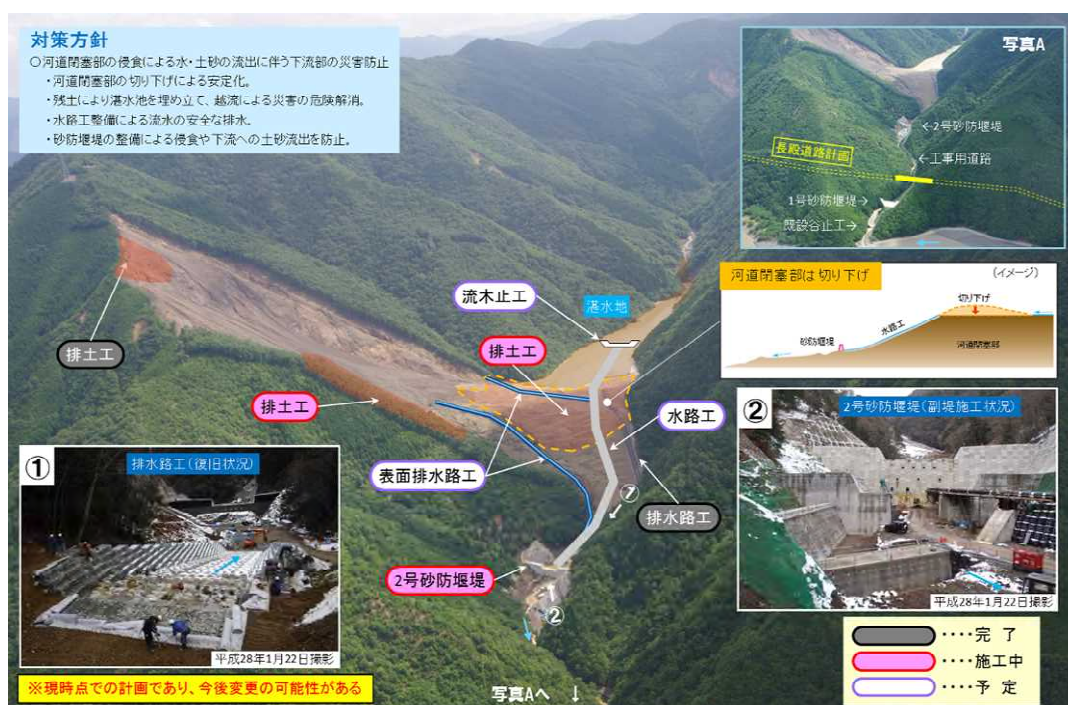 対策方針
○河道閉塞部の侵食による水・土砂の流出に伴う下流部の災害防止
・河道閉塞部の切り下げによる安定化。
・残土により湛水池を埋め立て、越流による災害の危険解消。
・水路工整備による流水の安全な排水。
・砂防堰堤の整備による侵食や下流への土砂流出を防止。
写真A
←2号砂防堰堤
長殿道路計画
←工事用道路
1号砂防堰堤→
既設谷止工→
河道閉塞部は切り下げ
(イメージ)
切り下げ
水路工
砂防堰堤
河道閉塞部
流木止工
湛水地
排土工
排土工
排土工
水路工
表面排水路工
排水路工
①
2号砂防堰堤
②
①
排水路工(復旧状況)
平成28年1月22日撮影
②
2号砂防堰堤(副堤施工状況)
平成28年1月22日撮影
・・・・完 了
・・・・施工中
・・・・予 定
※現時点での計画であり、今後変更の可能性がある
写真Aへ ↓